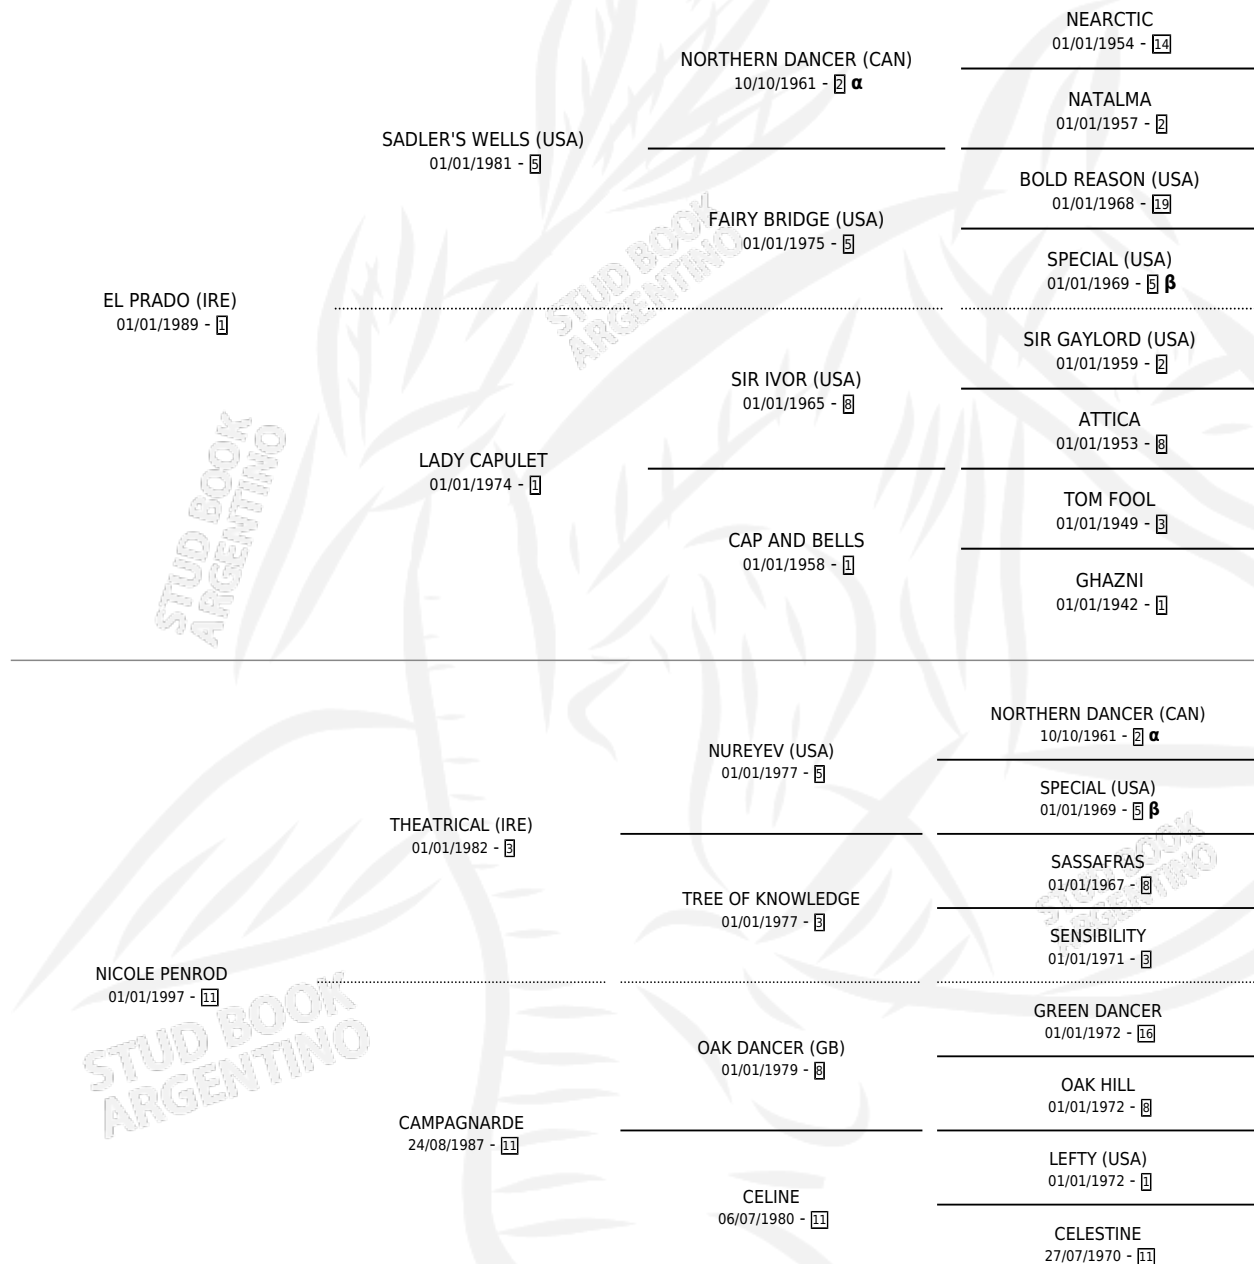 NEARCTIC
01/01/1954 - 14
NORTHERN DANCER (CAN)
10/10/1961 - 2 α
NATALMA
01/01/1957 - 2
SADLER'S WELLS (USA)
01/01/1981 - 5
BOLD REASON (USA)
01/01/1968 - 19
FAIRY BRIDGE (USA)
01/01/1975 - 5
SPECIAL (USA)
01/01/1969 - 5 β
EL PRADO (IRE)
01/01/1989 - 1
SIR GAYLORD (USA)
01/01/1959 - 2
SIR IVOR (USA)
01/01/1965 - 8
ATTICA
01/01/1953 - 8
LADY CAPULET
01/01/1974 - 1
TOM FOOL
01/01/1949 - 3
CAP AND BELLS
01/01/1958 - 1
GHAZNI
01/01/1942 - 1
NORTHERN DANCER (CAN)
10/10/1961 - 2 α
NUREYEV (USA)
01/01/1977 - 5
SPECIAL (USA)
01/01/1969 - 5 β
THEATRICAL (IRE)
01/01/1982 - 3
SASSAFRAS
01/01/1967 - 8
TREE OF KNOWLEDGE
01/01/1977 - 3
SENSIBILITY
01/01/1971 - 3
NICOLE PENROD
01/01/1997 - 11
GREEN DANCER
01/01/1972 - 16
OAK DANCER (GB)
01/01/1979 - 8
OAK HILL
01/01/1972 - 8
CAMPAGNARDE
24/08/1987 - 11
LEFTY (USA)
01/01/1972 - 1
CELINE
06/07/1980 - 11
CELESTINE
27/07/1970 - 11
STUD BOOK
ARGENTINO
STUD BOOK
ARGENTINO
STUD BOOK
ARGENTINO
STUD BOOK
ARGENTINO